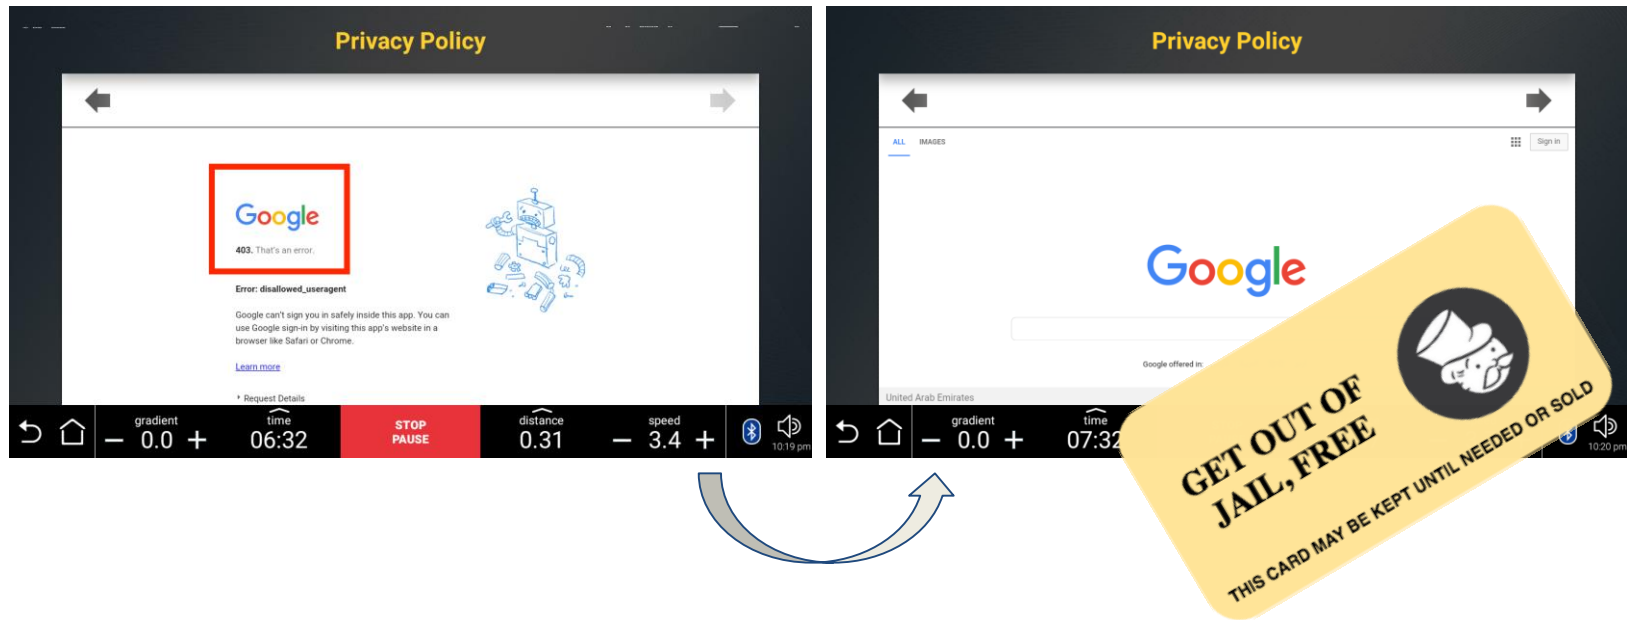 Privacy Policy
Google
403. That's an error.
Error: disallowed_useragent
Google can't sign you in safely inside this app. You can
use Google sign-in by visiting this app's website in a
browser like Safari or Chrome.
Learn more
Request Details
gradient
0.0
time
06:32
STOP
PAUSE
distance
0.31
speed
3.4
10:19 pm
Privacy Policy
ALL IMAGES
Sign in
Google
Google offered in:
United Arab Emirates
gradient
0.0
time
07:32
10:20 pm
GET OUT OF
JAIL, FREE
THIS CARD MAY BE KEPT UNTIL NEEDED OR SOLD